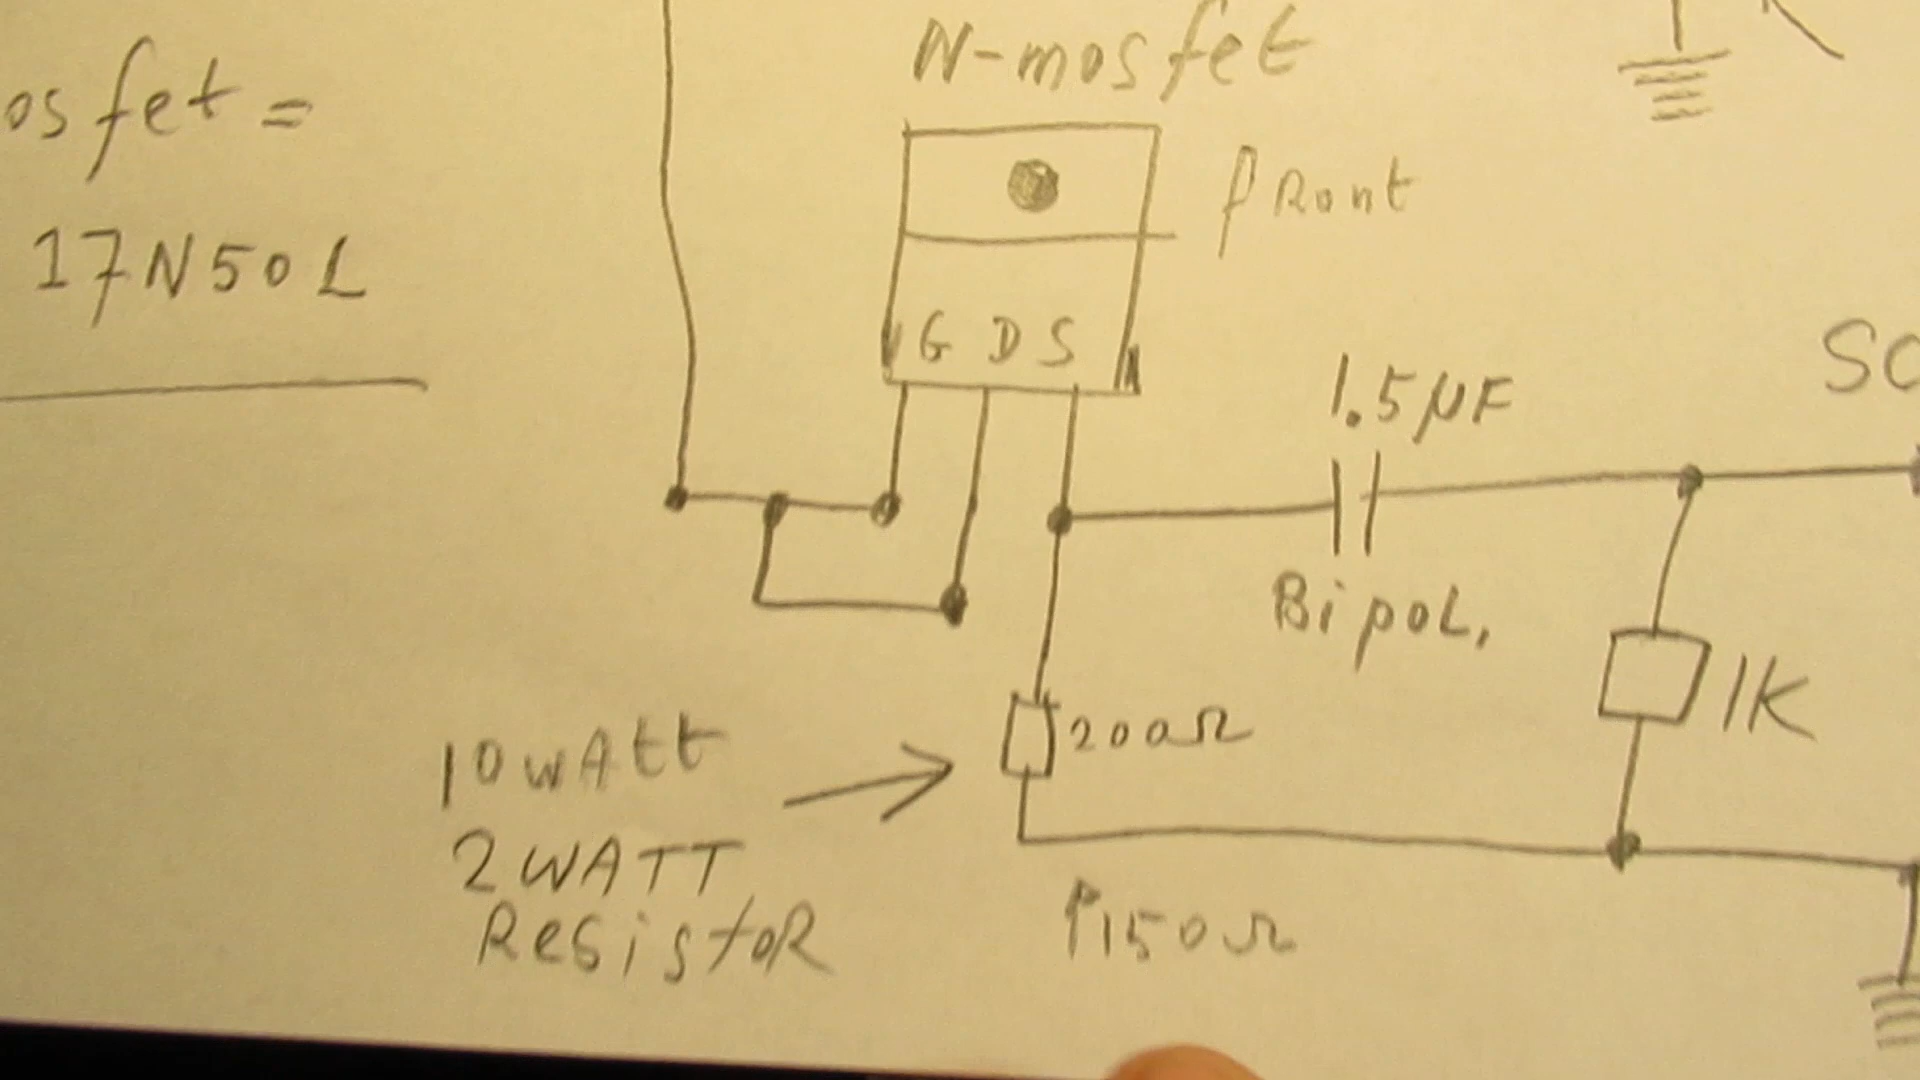 N-mosfet
osfet =
front
17N50L
G D S
1.5µF
SC
Bipol.
1K
200Ω
10WAtt
2WATT
ResistoR
150Ω